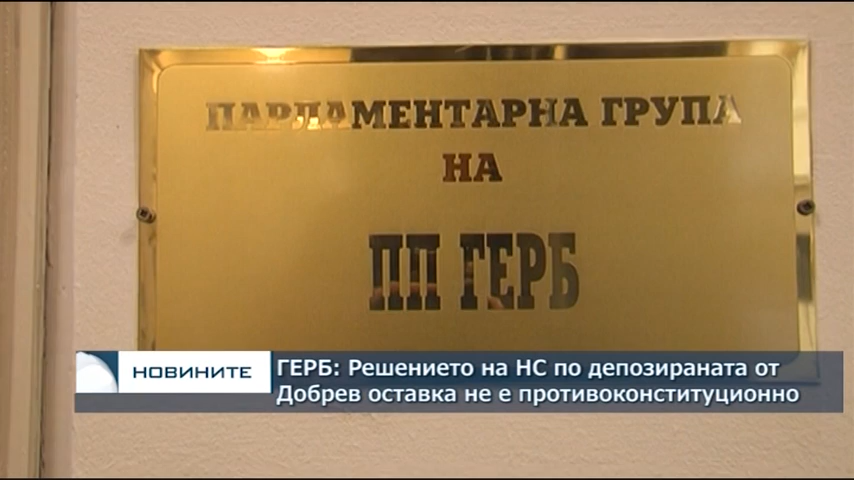 ПАРЛАМЕНТАРНА ГРУПА
НА
ПП ГЕРБ
НОВИНИТЕ
ГЕРБ: Решението на НС по депозираната от
Добрев оставка не е противоконституционно